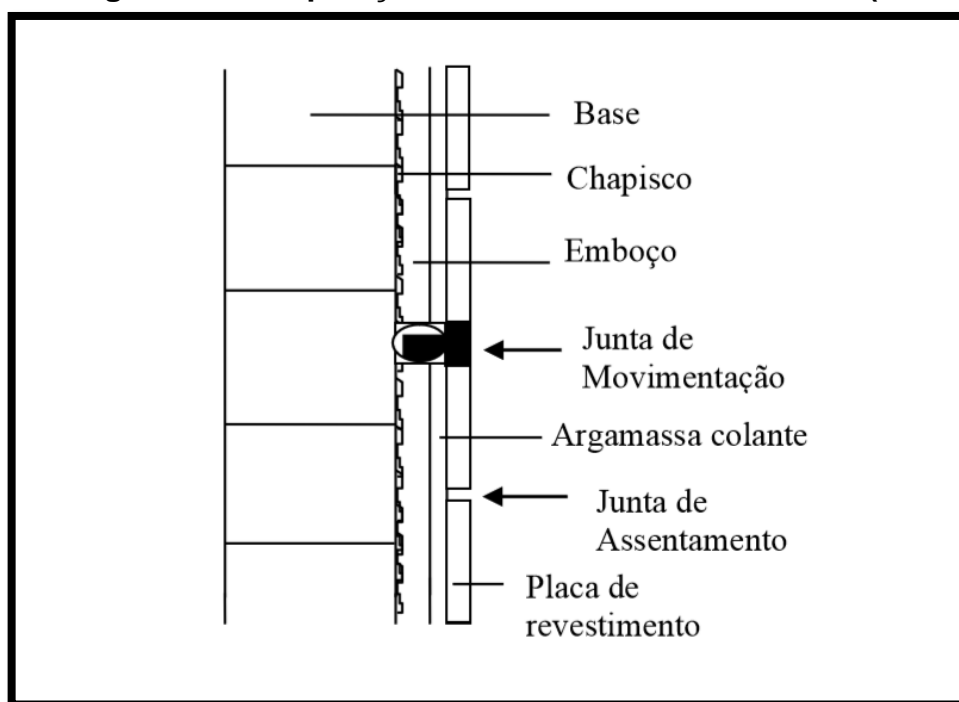 Base
Chapisco
Emboço
Junta de
Movimentação
Argamassa colante
Junta de
Assentamento
Placa de
revestimento